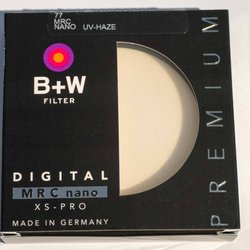 77
MRC
NANO UV-HAZE
B+W
FILTER
DIGITAL
MRC nano
XS-PRO
MADE IN GERMANY
PREMIUM